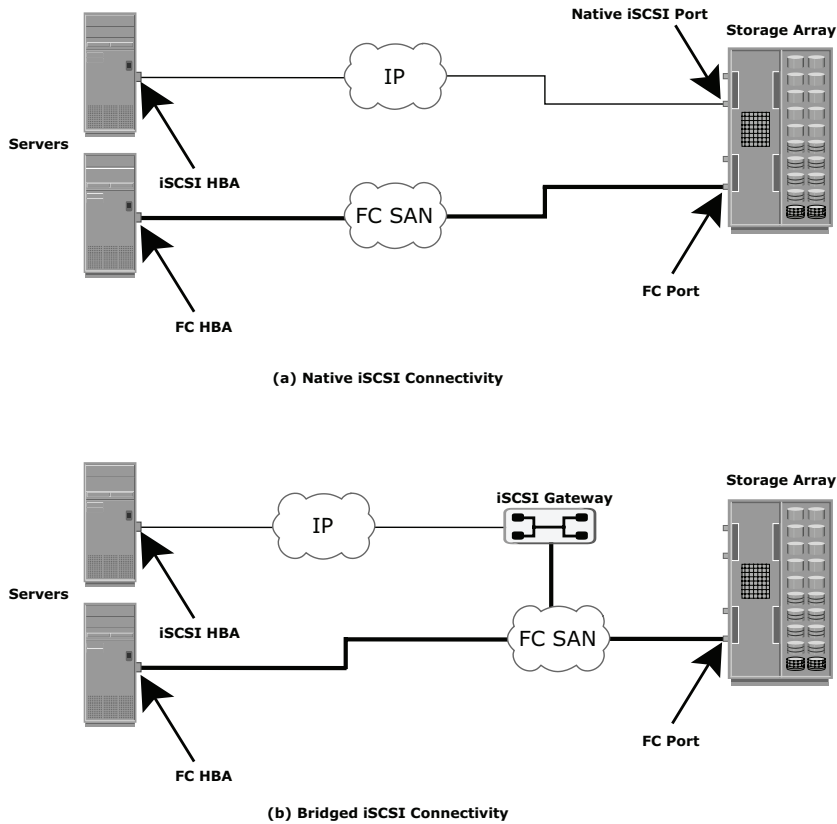 Native iSCSI Port
Storage Array
IP
Servers
iSCSI HBA
FC SAN
FC HBA
FC Port
(a) Native iSCSI Connectivity
Storage Array
iSCSI Gateway
IP
Servers
iSCSI HBA
FC SAN
FC Port
FC HBA
(b) Bridged iSCSI Connectivity